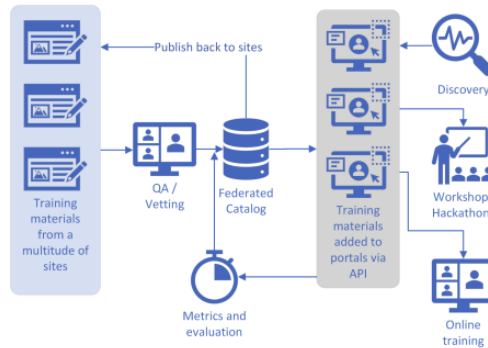 Publish back to sites
Discovery
QA /
Vetting
Federated
Catalog
Workshop
Hackathon
Training
materials
from a
multitude of
sites
Training
materials
added to
portals via
API
Metrics and
evaluation
Online
training